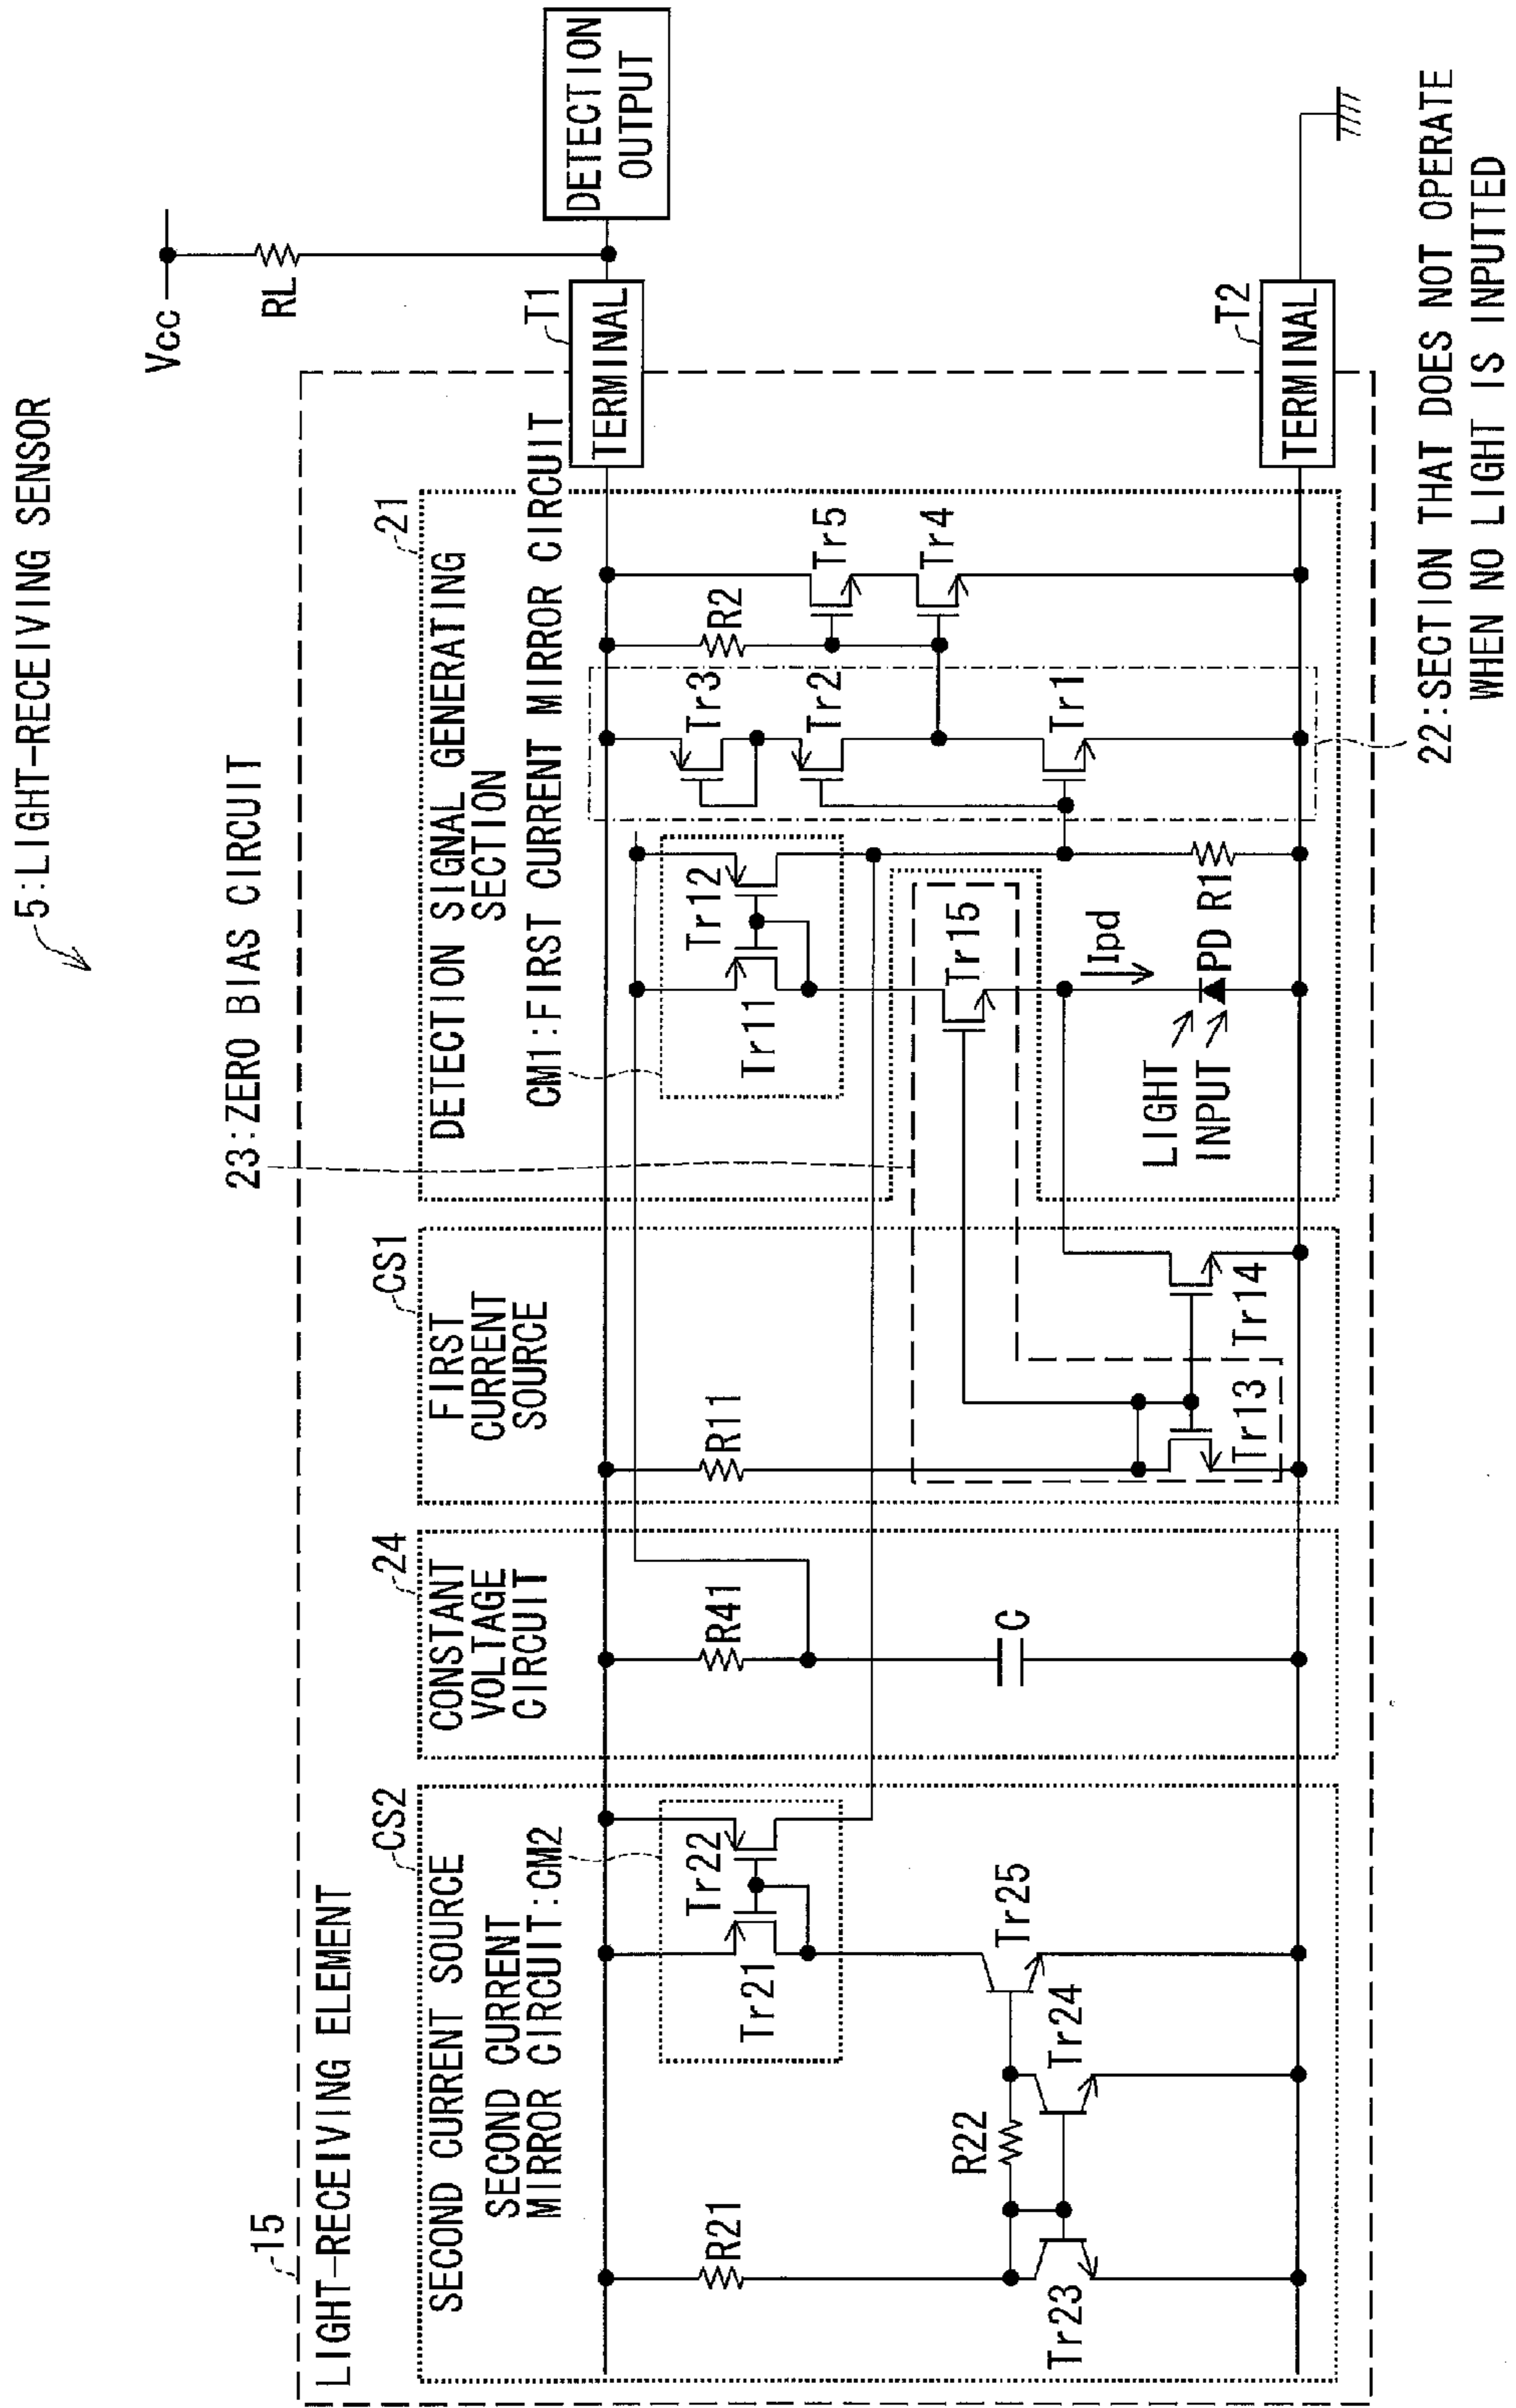 5:LIGHT-RECEIVING SENSOR
15
LIGHT-RECEIVING ELEMENT
23:ZERO BIAS CIRCUIT
Vcc
RL
CS2
SECOND CURRENT SOURCE
SECOND CURRENT
MIRROR CIRCUIT:CM2
Tr21
Tr22
R21
R22
Tr23
Tr24
Tr25
24
CONSTANT
VOLTAGE
CIRCUIT
R41
C
CS1
FIRST
CURRENT
SOURCE
R11
Tr13
Tr14
21
DETECTION SIGNAL GENERATING
SECTION
CM1:FIRST CURRENT MIRROR CIRCUIT
Tr11
Tr12
Tr15
Ipd
LIGHT
INPUT
PD
R1
Tr3
Tr2
Tr1
R2
Tr5
Tr4
T1
TERMINAL
T2
TERMINAL
DETECTION
OUTPUT
22:SECTION THAT DOES NOT OPERATE
WHEN NO LIGHT IS INPUTTED